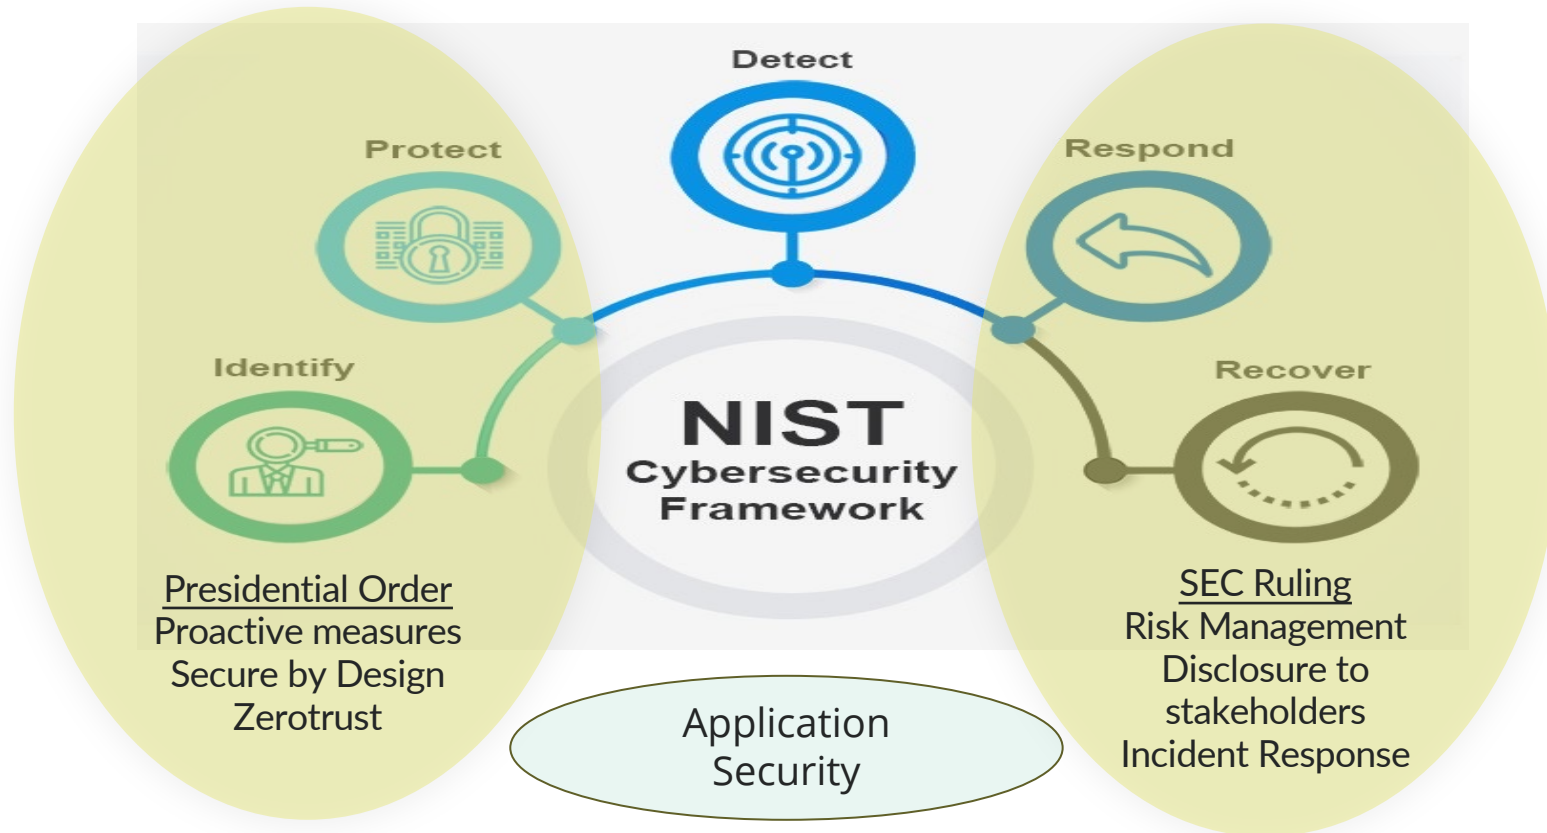 Detect
Protect
Respond
Identify
Recover
NIST
Cybersecurity
Framework
Presidential Order
Proactive measures
Secure by Design
Zerotrust
SEC Ruling
Risk Management
Disclosure to
stakeholders
Incident Response
Application
Security